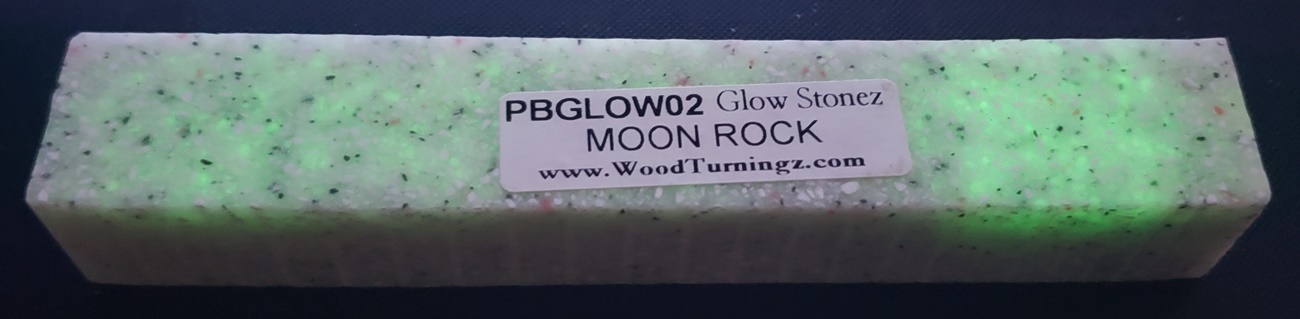 PBGLOW02 Glow Stonez
MOON ROCK
www.WoodTurningz.com